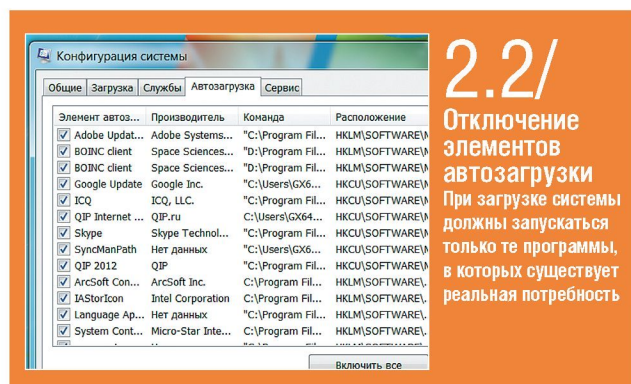 Конфигурация системы
Общие Загрузка Службы Автозагрузка Сервис
Элемент автоз... Производитель Команда Расположение
Adobe Updat... Adobe Systems... "C:\Program Fil... HKLM\SOFTWARE\
BOINC client Space Sciences... "D:\Program Fil... HKLM\SOFTWARE\
BOINC client Space Sciences... "D:\Program Fil... HKLM\SOFTWARE\
Google Update Google Inc. "C:\Users\GX6... HKCU\SOFTWARE\
ICQ ICQ, LLC. "C:\Program Fil... HKCU\SOFTWARE\
QIP Internet ... QIP.ru C:\Users\GX64... HKCU\SOFTWARE\
Skype Skype Technol... "C:\Program Fil... HKCU\SOFTWARE\
SyncManPath Нет данных "C:\Users\GX6... HKCU\SOFTWARE\
QIP 2012 QIP "C:\Program Fil... HKCU\SOFTWARE\
ArcSoft Con... ArcSoft Inc. C:\Program Fil... HKLM\SOFTWARE\.
IAStorIcon Intel Corporation C:\Program Fil... HKLM\SOFTWARE\.
Language Ap... Нет данных "C:\Program Fil... HKLM\SOFTWARE\.
System Cont... Micro-Star Inte... C:\Program Fil... HKLM\SOFTWARE\.
Включить все
2.2/
Отключение
элементов
автозагрузки
При загрузке системы
должны запускаться
только те программы,
в которых существует
реальная потребность